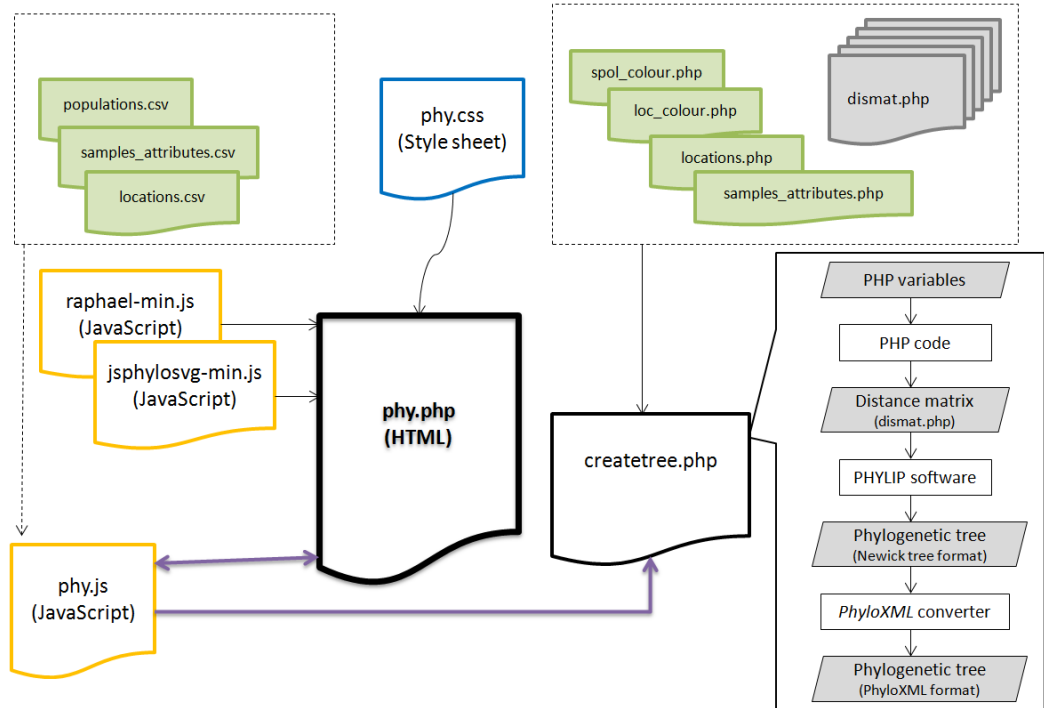 populations.csv
samples_attributes.csv
locations.csv
phy.css
(Style sheet)
spol_colour.php
loc_colour.php
locations.php
samples_attributes.php
dismat.php
raphael-min.js
(JavaScript)
jsphylosvg-min.js
(JavaScript)
phy.php
(HTML)
createtree.php
phy.js
(JavaScript)
PHP variables
PHP code
Distance matrix
(dismat.php)
PHYLIP software
Phylogenetic tree
(Newick tree format)
PhyloXML converter
Phylogenetic tree
(PhyloXML format)